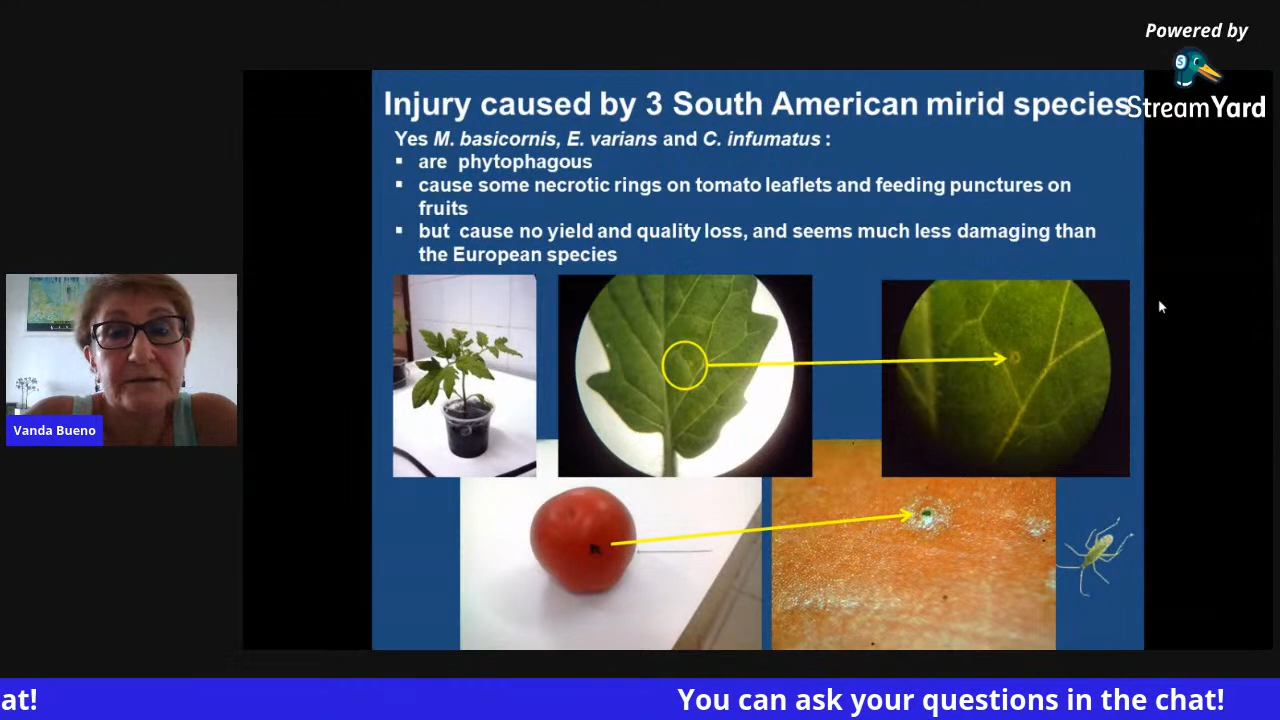 Powered by
StreamYard
Injury caused by 3 South American mirid species
Yes M. basicornis, E. varians and C. infumatus :
▪ are phytophagous
▪ cause some necrotic rings on tomato leaflets and feeding punctures on
fruits
▪ but cause no yield and quality loss, and seems much less damaging than
the European species
Vanda Bueno
at!
You can ask your questions in the chat!